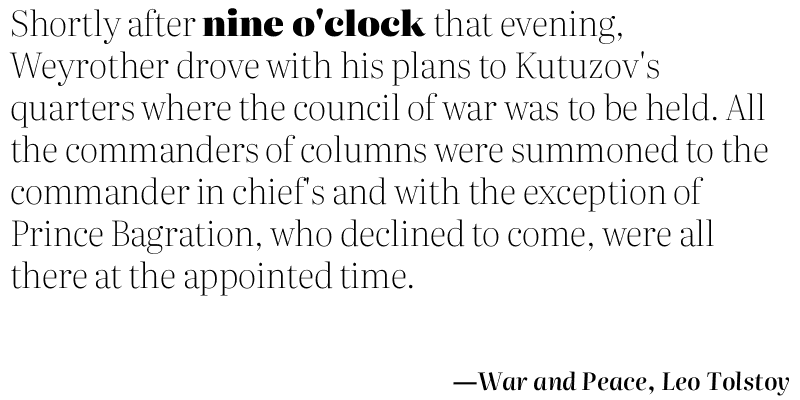 Shortly after nine o'clock that evening,
Weyrother drove with his plans to Kutuzov's
quarters where the council of war was to be held. All
the commanders of columns were summoned to the
commander in chief's and with the exception of
Prince Bagration, who declined to come, were all
there at the appointed time.
—War and Peace, Leo Tolstoy